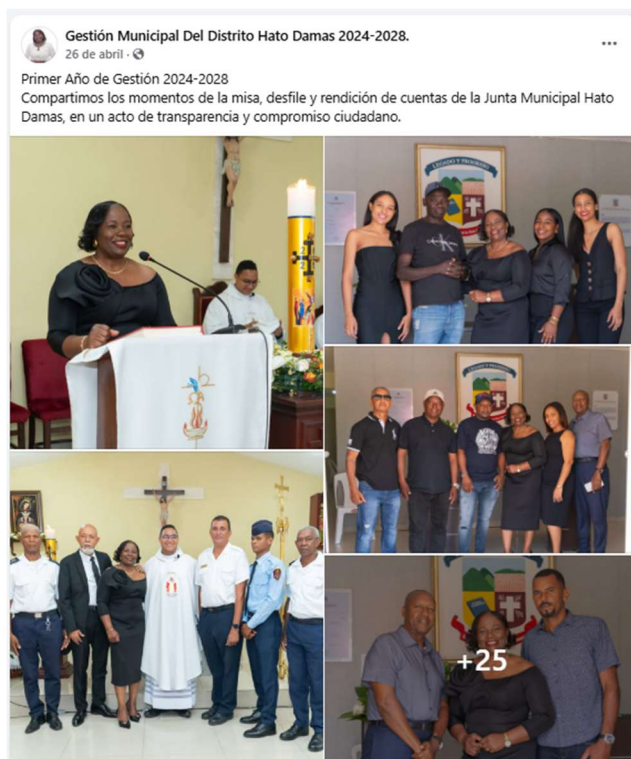 Gestión Municipal Del Distrito Hato Damas 2024-2028.
26 de abril ·
Primer Año de Gestión 2024-2028
Compartimos los momentos de la misa, desfile y rendición de cuentas de la Junta Municipal Hato
Damas, en un acto de transparencia y compromiso ciudadano.
+25